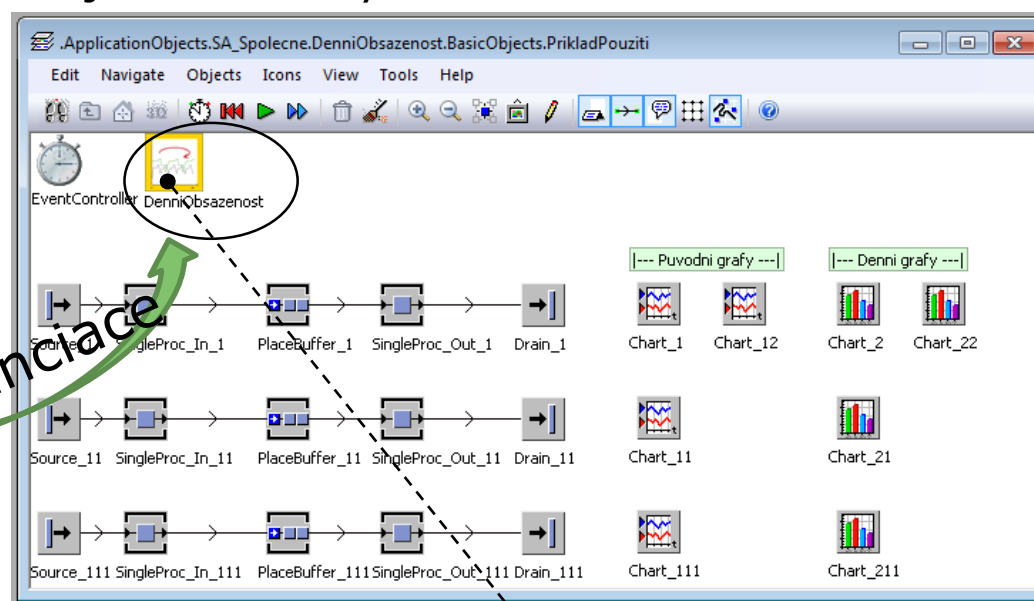 .ApplicationObjects.SA_Spolecne.DenniObsazenost.BasicObjects.PrikladPouziti
Edit Navigate Objects Icons View Tools Help
EventController DenniObsazenost
|--- Puvodni grafy ---| |--- Denni grafy ---|
nciace
Source_1 SingleProc_In_1 PlaceBuffer_1 SingleProc_Out_1 Drain_1 Chart_1 Chart_12 Chart_2 Chart_22
Source_11 SingleProc_In_11 PlaceBuffer_11 SingleProc_Out_11 Drain_11 Chart_11 Chart_21
Source_111 SingleProc_In_111 PlaceBuffer_111 SingleProc_Out_111 Drain_111 Chart_111 Chart_211